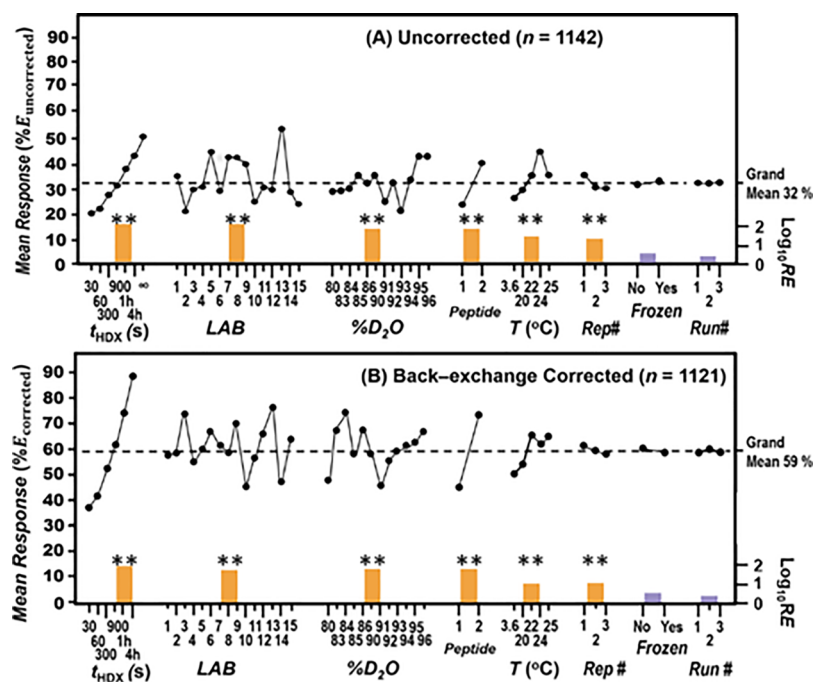 (A) Uncorrected (n = 1142)
Mean Response (%E uncorrected)
90
80
70
60
50
40
30
20
10
0
Grand
Mean 32 %
** ** ** ** ** **
2
1
0
Log10RE
30 900 ∞
60 1h
300 4h
tHDX (s)
1 3 5 7 9 11 13 15
2 4 6 8 10 12 14
LAB
80 84 86 91 93 95
83 85 90 92 94 96
%D2O
1 2
Peptide
3.6 22 25
20 24
T (°C)
1 3
2
Rep#
No Yes
Frozen
1 3
2
Run#
(B) Back–exchange Corrected (n = 1121)
Mean Response (%E corrected)
90
80
70
60
50
40
30
20
10
0
Grand
Mean 59 %
** ** ** ** ** **
2
1
0
Log10RE
30 900
60 1h
300 4h
tHDX (s)
1 3 5 7 9 11 13 15
2 4 6 8 10 12 14
LAB
80 84 86 91 93 95
83 85 90 92 94 96
%D2O
1 2
Peptide
3.6 22 25
20 24
T (°C)
1 3
2
Rep #
No Yes
Frozen
1 3
2
Run #